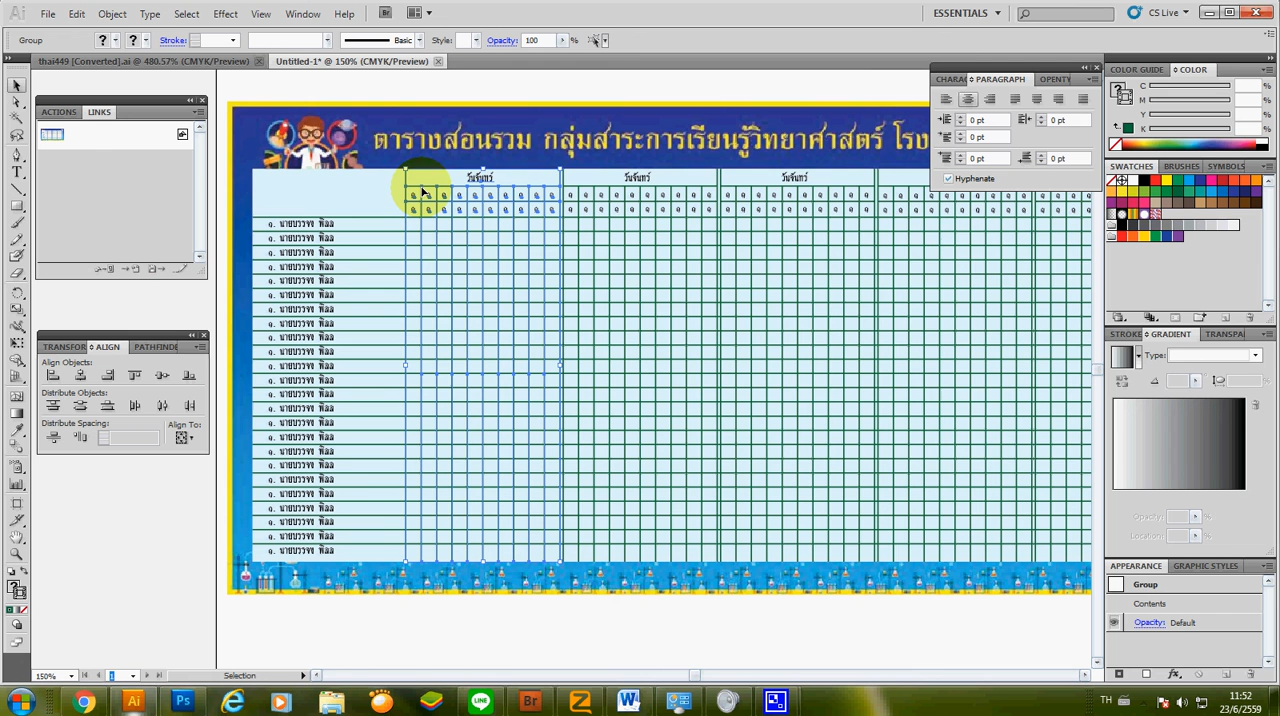 Ai File Edit Object Type Select Effect View Window Help Br ESSENTIALS CS Live
Group Stroke: Basic Style: Opacity: 100 %
thai449 [Converted].ai @ 480.57% (CMYK/Preview) Untitled-1* @ 150% (CMYK/Preview)
ACTIONS LINKS
TRANSFOR ALIGN PATHFINDE
Align Objects:
Distribute Objects:
Distribute Spacing: Align To:
ตารางสอนรวม กลุ่มสาระการเรียนรู้วิทยาศาสตร์ โรง
วันจันทร์ วันจันทร์ วันจันทร์
CHARAC PARAGRAPH OPENTY
0 pt 0 pt
0 pt
0 pt 0 pt
Hyphenate
COLOR GUIDE COLOR
C %
M %
Y %
K %
SWATCHES BRUSHES SYMBOLS
STROKE GRADIENT TRANSPA
Type:
Opacity: %
Location: %
APPEARANCE GRAPHIC STYLES
Group
Contents
Opacity: Default
150% 1 Selection
TH 11:52
23/6/2559